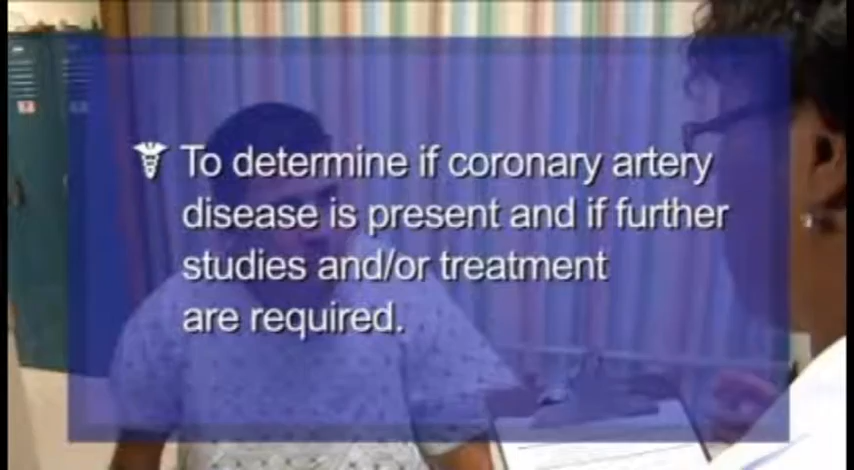 To determine if coronary artery
disease is present and if further
studies and/or treatment
are required.